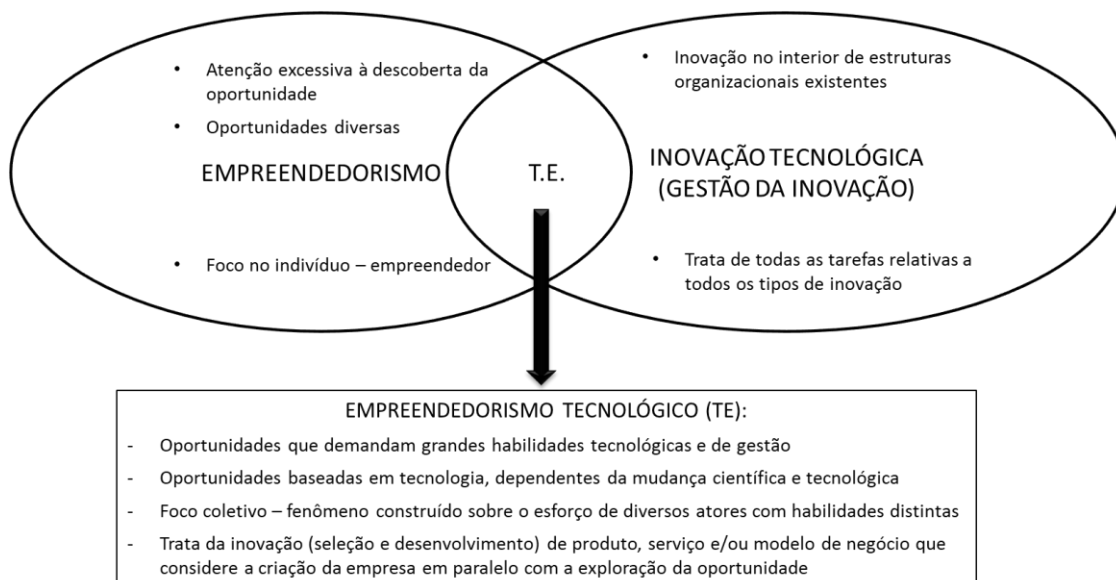 • Atenção excessiva à descoberta da
oportunidade
• Oportunidades diversas
EMPREENDEDORISMO
• Foco no indivíduo – empreendedor
T.E.
• Inovação no interior de estruturas
organizacionais existentes
INOVAÇÃO TECNOLÓGICA
(GESTÃO DA INOVAÇÃO)
• Trata de todas as tarefas relativas a
todos os tipos de inovação
EMPREENDEDORISMO TECNOLÓGICO (TE):
- Oportunidades que demandam grandes habilidades tecnológicas e de gestão
- Oportunidades baseadas em tecnologia, dependentes da mudança científica e tecnológica
- Foco coletivo – fenômeno construído sobre o esforço de diversos atores com habilidades distintas
- Trata da inovação (seleção e desenvolvimento) de produto, serviço e/ou modelo de negócio que
considere a criação da empresa em paralelo com a exploração da oportunidade